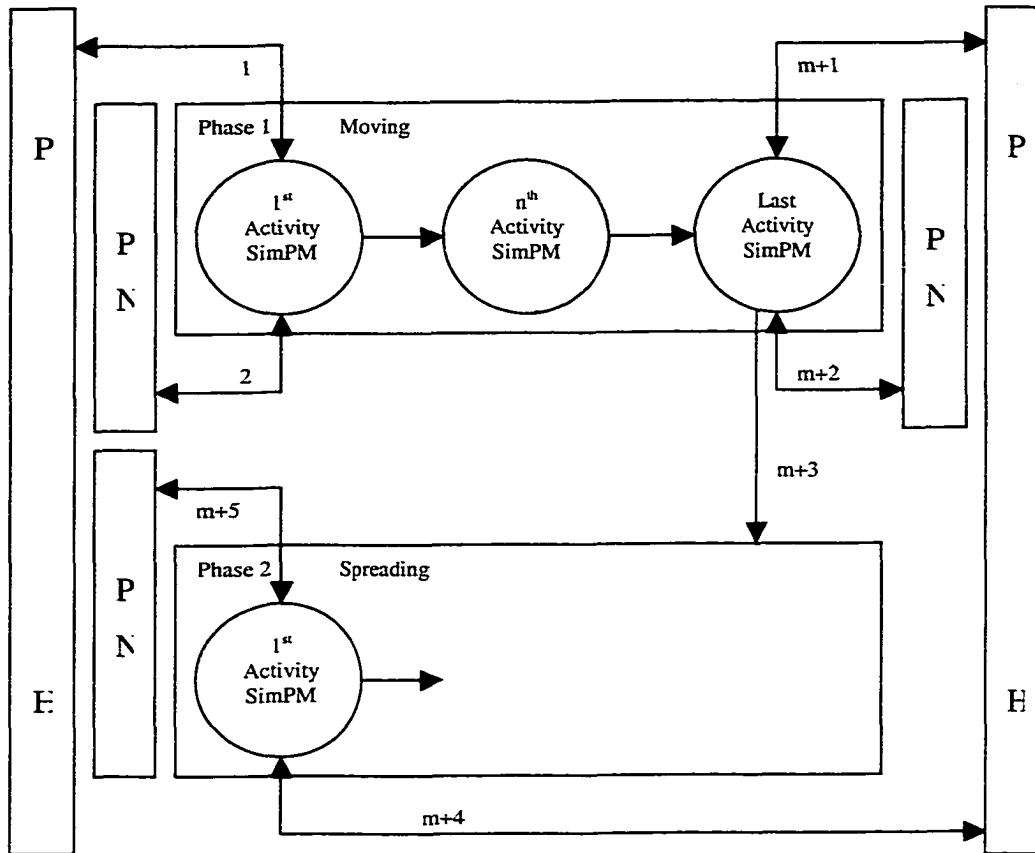 1
m+1
P
P
Phase 1 Moving
P
N
1st
Activity
SimPM
nth
Activity
SimPM
Last
Activity
SimPM
P
N
2
m+2
m+3
m+5
Phase 2 Spreading
P
N
1st
Activity
SimPM
H
H
m+4